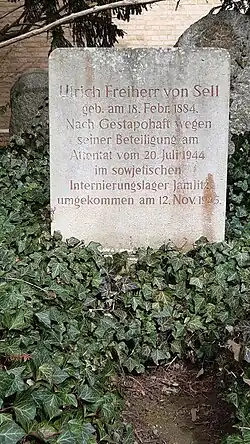 Ulrich Freiherr von Sell
geb. am 18. Febr. 1884.
Nach Gestapohaft wegen
seiner Beteiligung am
Attentat vom 20. Juli 1944
im sowjetischen
Internierungslager Jamlitz
umgekommen am 12. Nov. 1945.